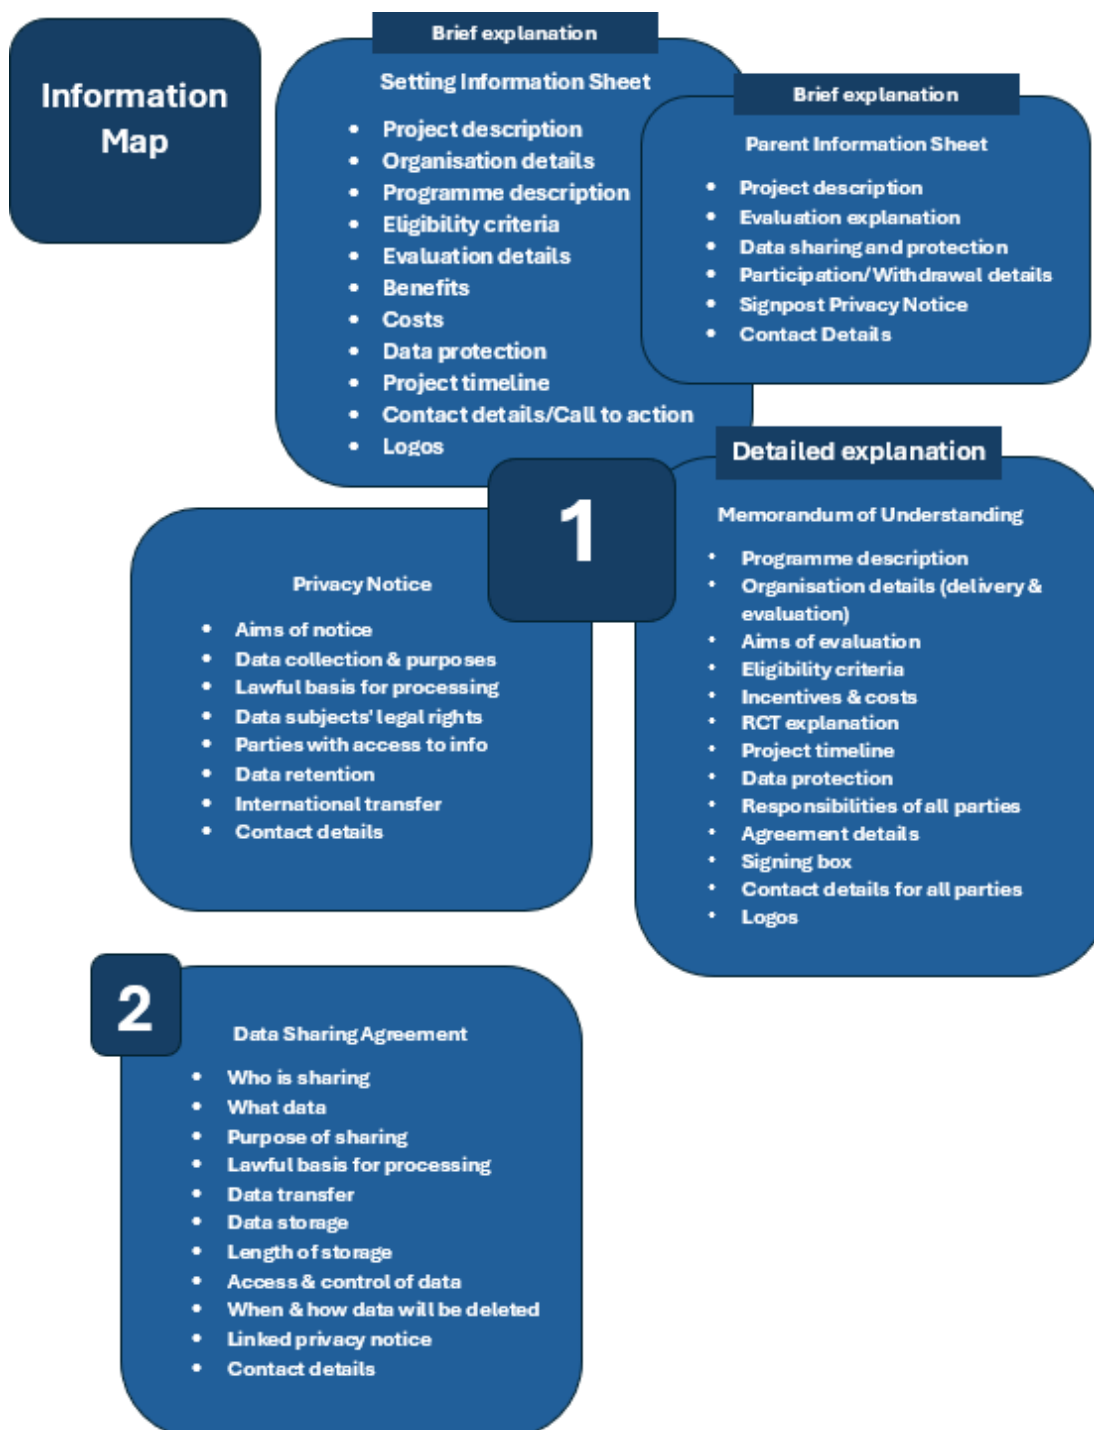 Information
Map
Brief explanation
Setting Information Sheet
• Project description
• Organisation details
• Programme description
• Eligibility criteria
• Evaluation details
• Benefits
• Costs
• Data protection
• Project timeline
• Contact details/Call to action
• Logos
Brief explanation
Parent Information Sheet
• Project description
• Evaluation explanation
• Data sharing and protection
• Participation/Withdrawal details
• Signpost Privacy Notice
• Contact Details
1
Privacy Notice
• Aims of notice
• Data collection & purposes
• Lawful basis for processing
• Data subjects' legal rights
• Parties with access to info
• Data retention
• International transfer
• Contact details
Detailed explanation
Memorandum of Understanding
• Programme description
• Organisation details (delivery &
evaluation)
• Aims of evaluation
• Eligibility criteria
• Incentives & costs
• RCT explanation
• Project timeline
• Data protection
• Responsibilities of all parties
• Agreement details
• Signing box
• Contact details for all parties
• Logos
2
Data Sharing Agreement
• Who is sharing
• What data
• Purpose of sharing
• Lawful basis for processing
• Data transfer
• Data storage
• Length of storage
• Access & control of data
• When & how data will be deleted
• Linked privacy notice
• Contact details